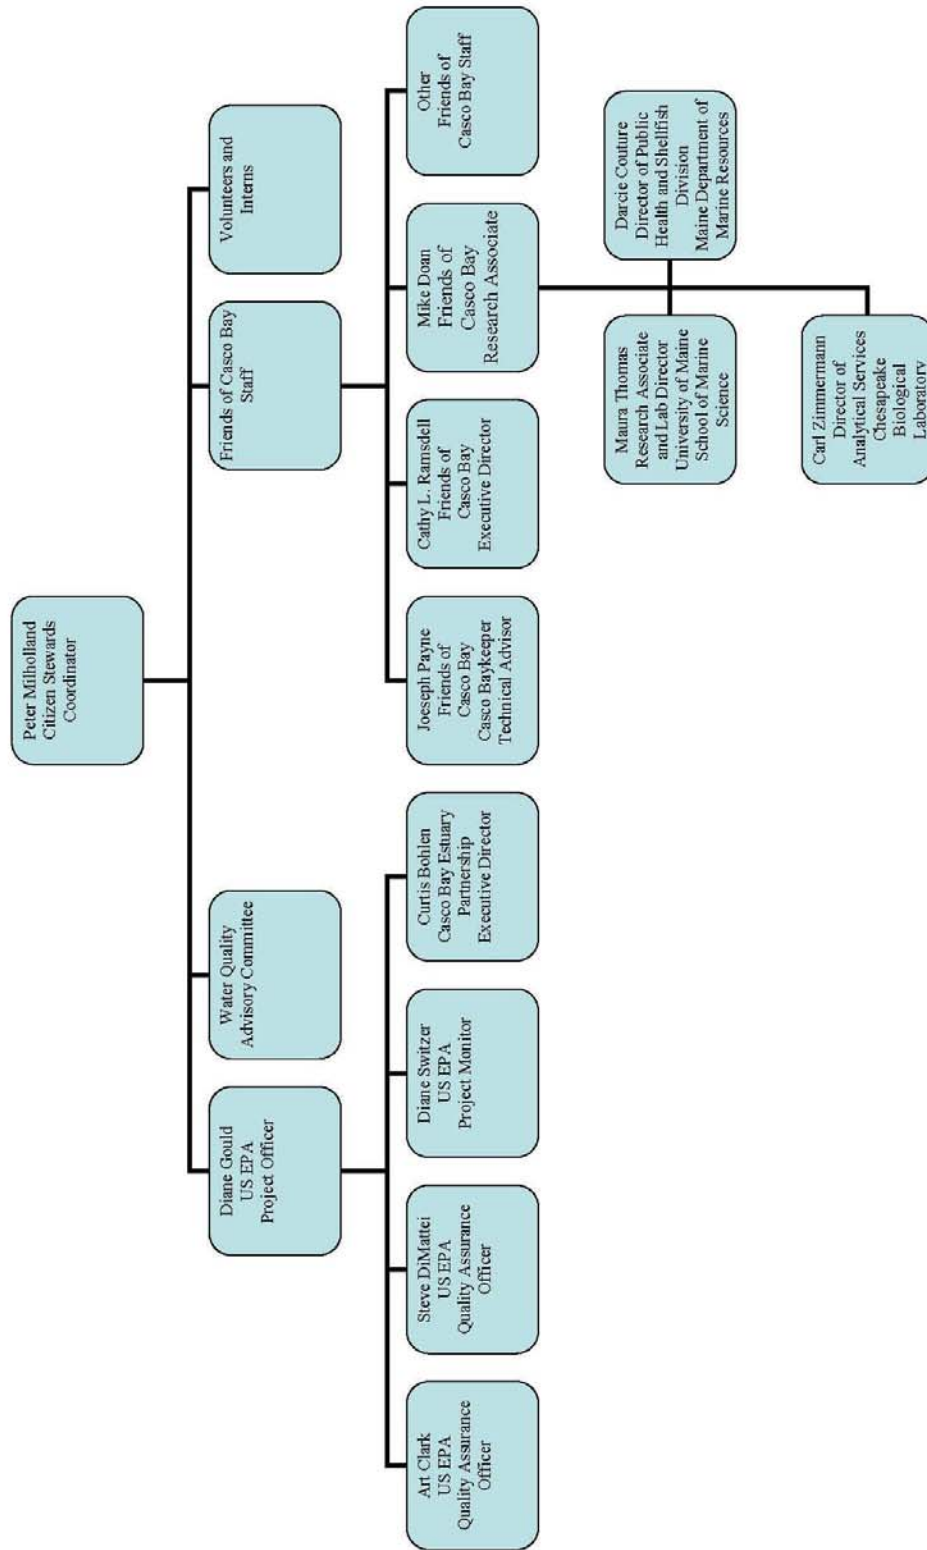 Peter Milholland
Citizen Stewards
Coordinator
Diane Gould
US EPA
Project Officer
Water Quality
Advisory Committee
Friends of Casco Bay
Staff
Volunteers and
Interns
Art Clark
US EPA
Quality Assurance
Officer
Steve DiMattei
US EPA
Quality Assurance
Officer
Diane Switzer
US EPA
Project Monitor
Curtis Bohlen
Casco Bay Estuary
Partnership
Executive Director
Joeseph Payne
Friends of
Casco Bay
Casco Baykeeper
Technical Advisor
Cathy L. Ramsdell
Friends of
Casco Bay
Executive Director
Mike Doan
Friends of
Casco Bay
Research Associate
Other
Friends of
Casco Bay Staff
Maura Thomas
Research Associate
and Lab Director
University of Maine
School of Marine
Science
Darcie Couture
Director of Public
Health and Shellfish
Division
Maine Department of
Marine Resources
Carl Zimmermann
Director of
Analytical Services
Chesapeake
Biological
Laboratory